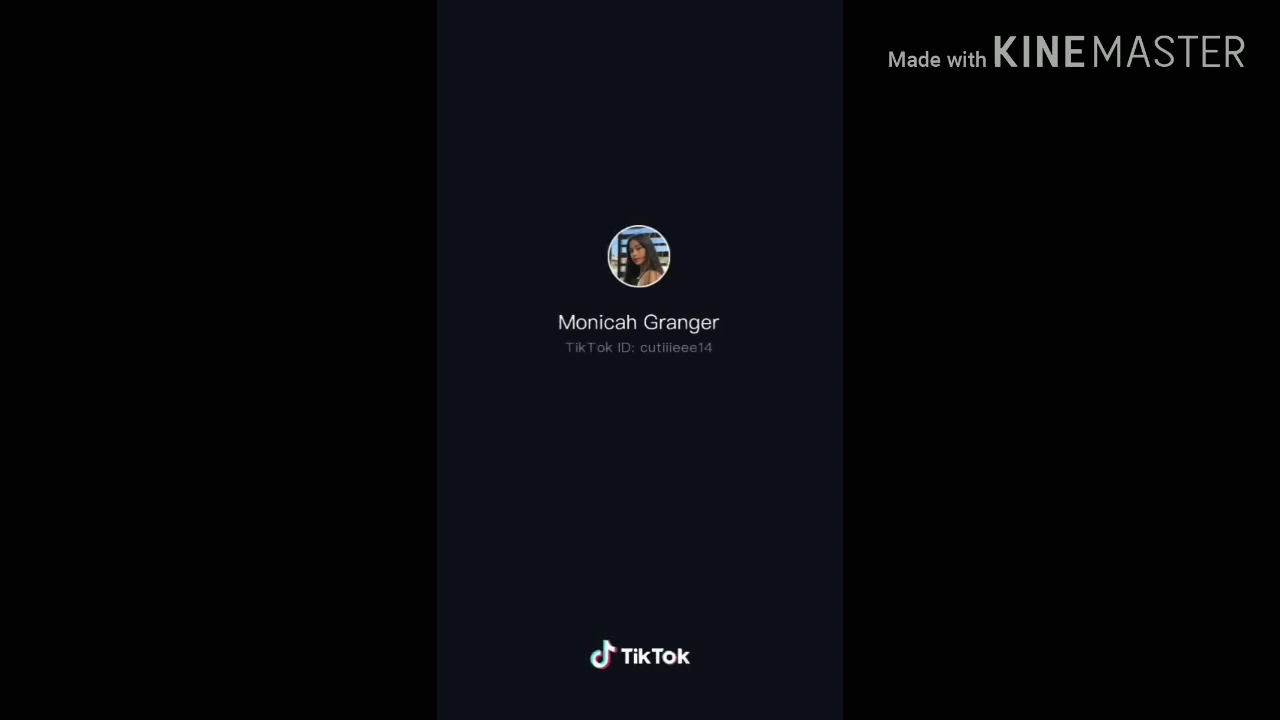 Made with KINEMASTER
Monicah Granger
TikTok ID: cutiiieee14
TikTok